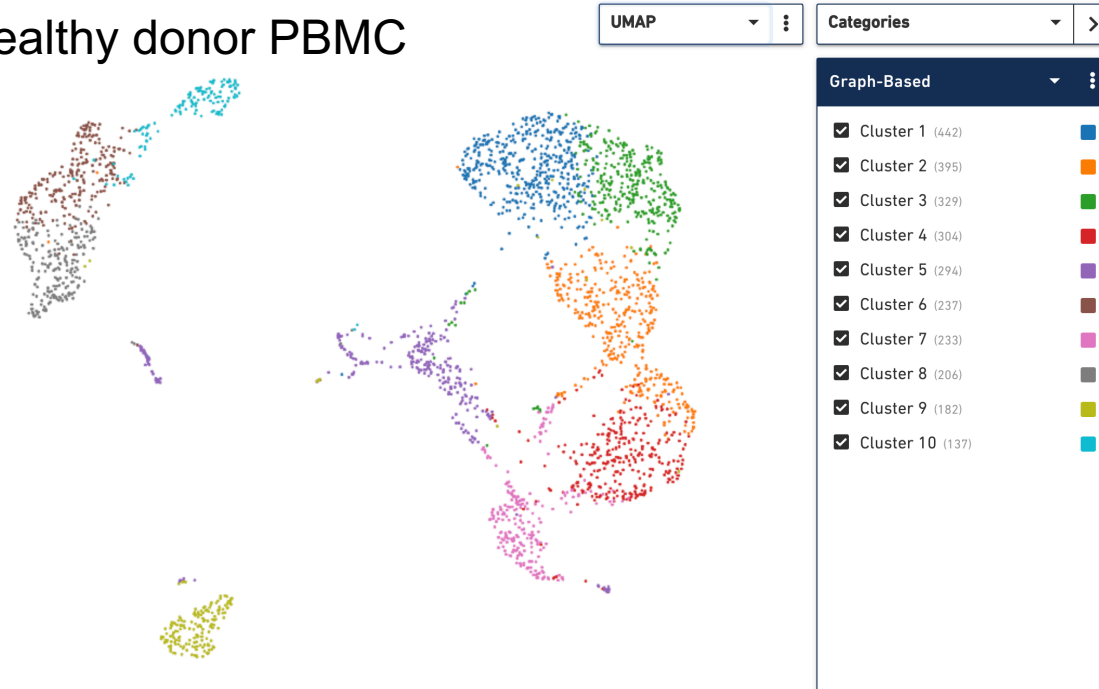 ealthy donor PBMC
UMAP
Categories
Graph-Based
Cluster 1 (442)
Cluster 2 (395)
Cluster 3 (329)
Cluster 4 (304)
Cluster 5 (294)
Cluster 6 (237)
Cluster 7 (233)
Cluster 8 (206)
Cluster 9 (182)
Cluster 10 (137)